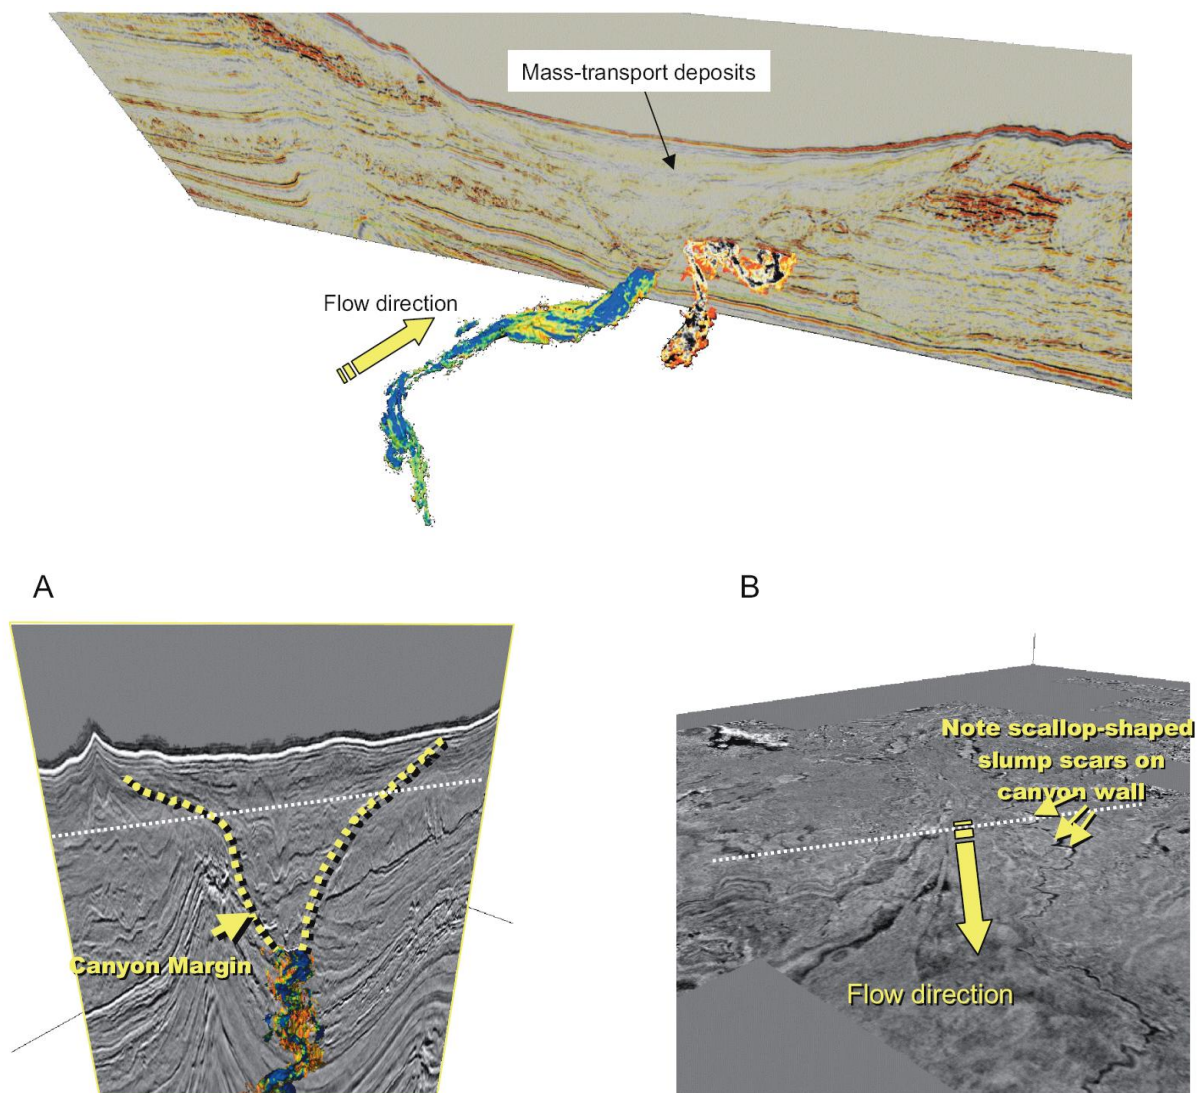 Mass-transport deposits
Flow direction
A
B
Note scallop-shaped
slump scars on
canyon wall
Canyon Margin
Flow direction